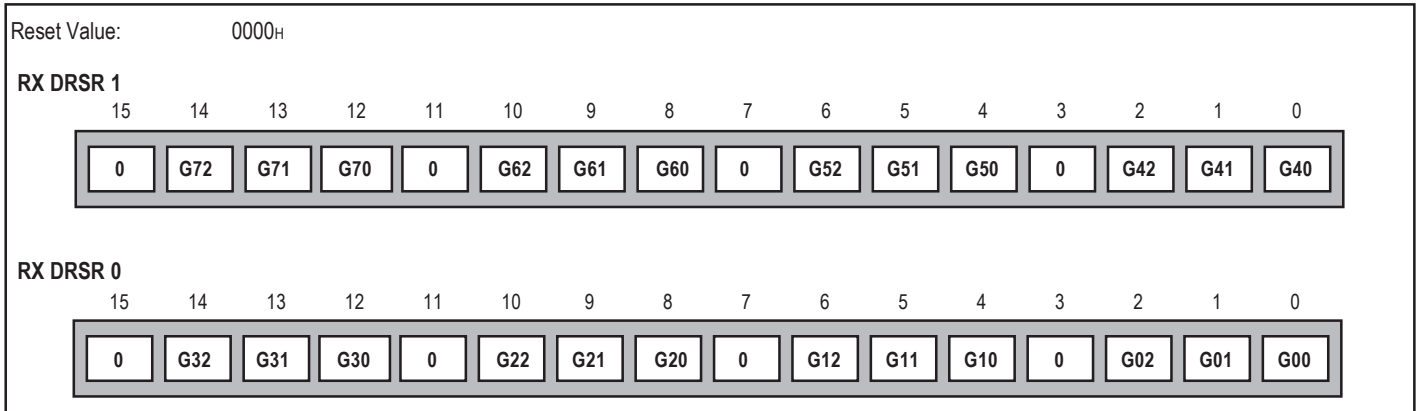 Reset Value: 0000H
RX DRSR 1
15 14 13 12 11 10 9 8 7 6 5 4 3 2 1 0
0 G72 G71 G70 0 G62 G61 G60 0 G52 G51 G50 0 G42 G41 G40
RX DRSR 0
15 14 13 12 11 10 9 8 7 6 5 4 3 2 1 0
0 G32 G31 G30 0 G22 G21 G20 0 G12 G11 G10 0 G02 G01 G00